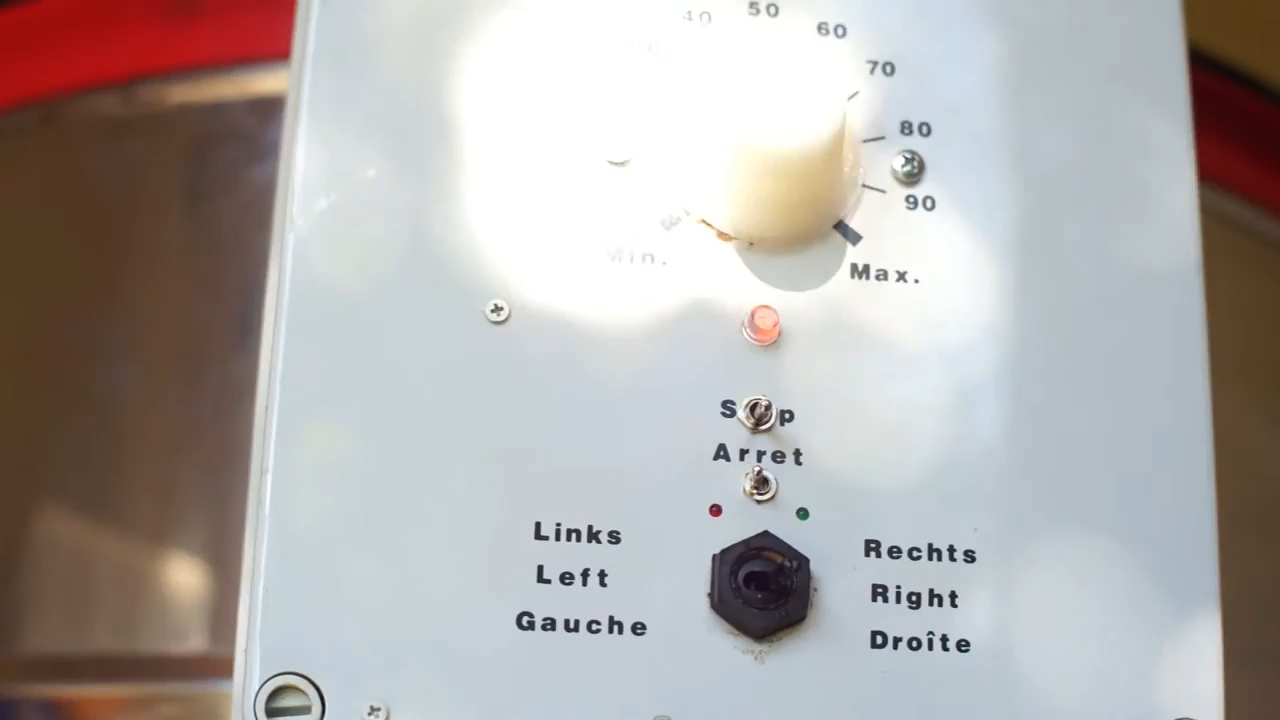 40
50
60
70
80
90
Min.
Max.
S p
Arret
Links
Left
Gauche
Rechts
Right
Droîte